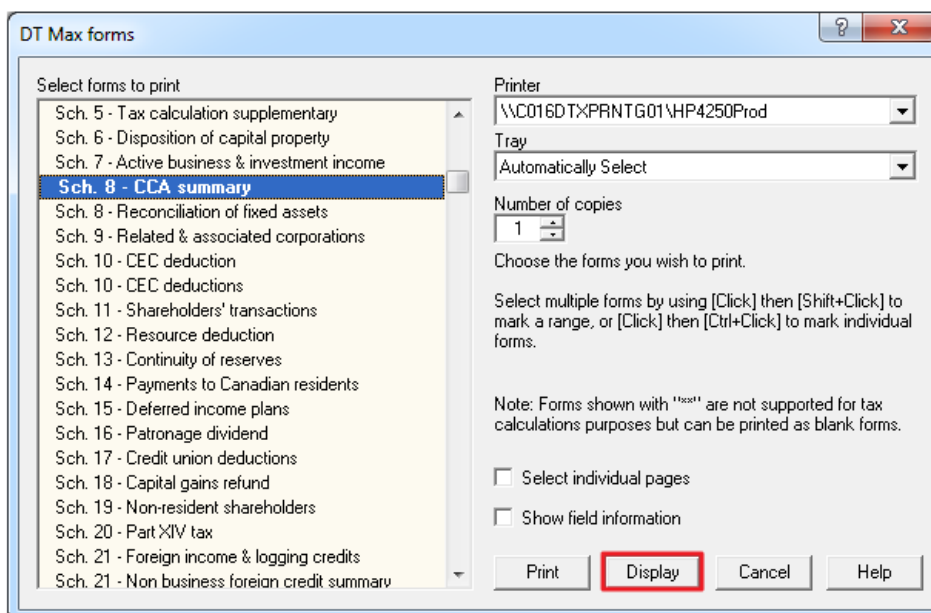 DT Max forms
?
X
Select forms to print
Sch. 5 - Tax calculation supplementary
Sch. 6 - Disposition of capital property
Sch. 7 - Active business & investment income
Sch. 8 - CCA summary
Sch. 8 - Reconciliation of fixed assets
Sch. 9 - Related & associated corporations
Sch. 10 - CEC deduction
Sch. 10 - CEC deductions
Sch. 11 - Shareholders' transactions
Sch. 12 - Resource deduction
Sch. 13 - Continuity of reserves
Sch. 14 - Payments to Canadian residents
Sch. 15 - Deferred income plans
Sch. 16 - Patronage dividend
Sch. 17 - Credit union deductions
Sch. 18 - Capital gains refund
Sch. 19 - Non-resident shareholders
Sch. 20 - Part XIV tax
Sch. 21 - Foreign income & logging credits
Sch. 21 - Non business foreign credit summary
Printer
\\C016DTXPRNTG01\HP4250Prod
Tray
Automatically Select
Number of copies
1
Choose the forms you wish to print.
Select multiple forms by using [Click] then [Shift+Click] to
mark a range, or [Click] then [Ctrl+Click] to mark individual
forms.
Note: Forms shown with "**" are not supported for tax
calculations purposes but can be printed as blank forms.
Select individual pages
Show field information
Print
Display
Cancel
Help